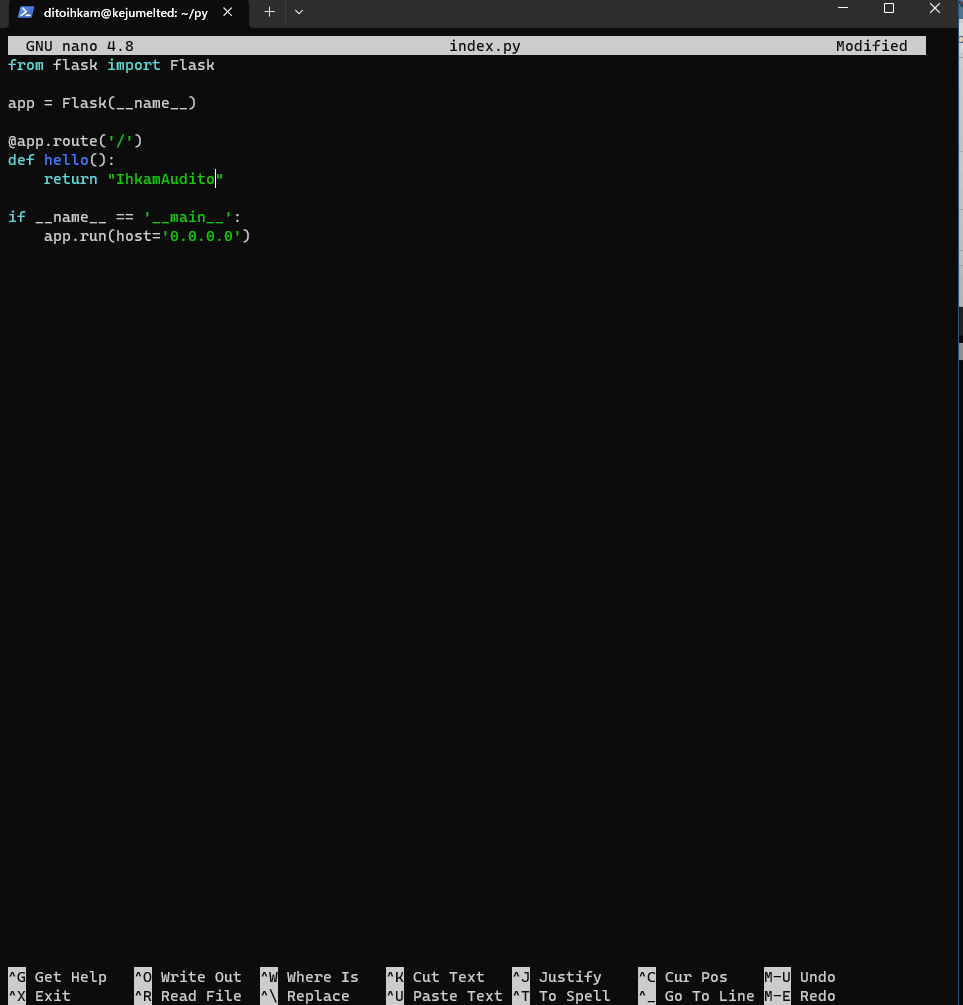 ditoihkam@kejumelted: ~/py
GNU nano 4.8 index.py Modified
from flask import Flask
app = Flask(__name__)
@app.route('/')
def hello():
    return "IhkamAudito"
if __name__ == '__main__':
    app.run(host='0.0.0.0')
^G Get Help ^O Write Out ^W Where Is ^K Cut Text ^J Justify ^C Cur Pos M-U Undo
^X Exit ^R Read File ^\ Replace ^U Paste Text ^T To Spell ^_ Go To Line M-E Redo